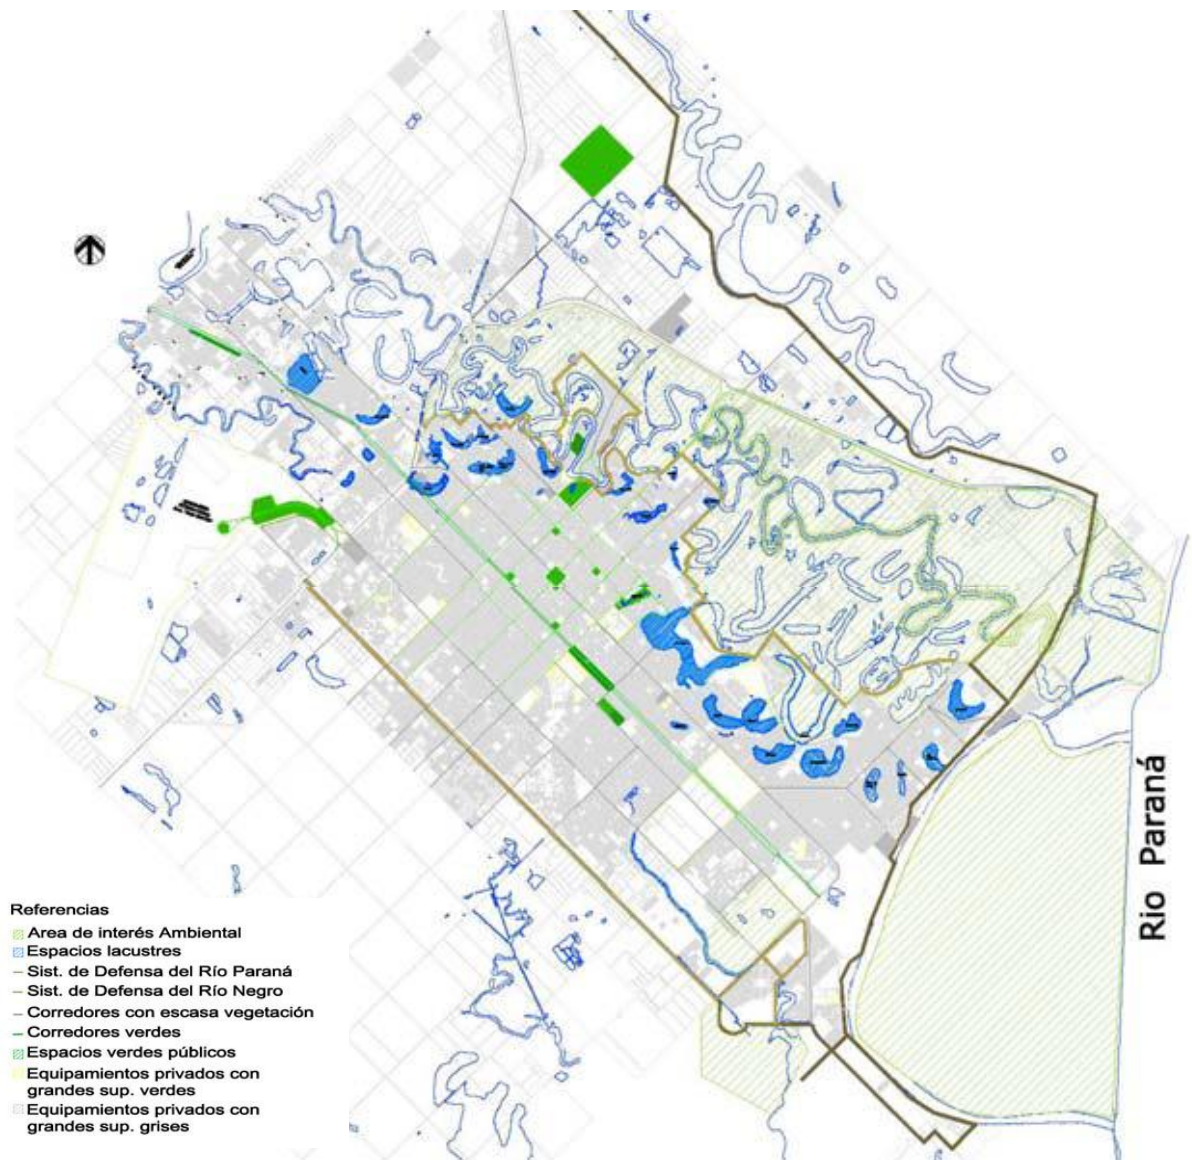 Rio Paraná
Referencias
Area de interés Ambiental
Espacios lacustres
Sist. de Defensa del Río Paraná
Sist. de Defensa del Río Negro
Corredores con escasa vegetación
Corredores verdes
Espacios verdes públicos
Equipamientos privados con
grandes sup. verdes
Equipamientos privados con
grandes sup. grises